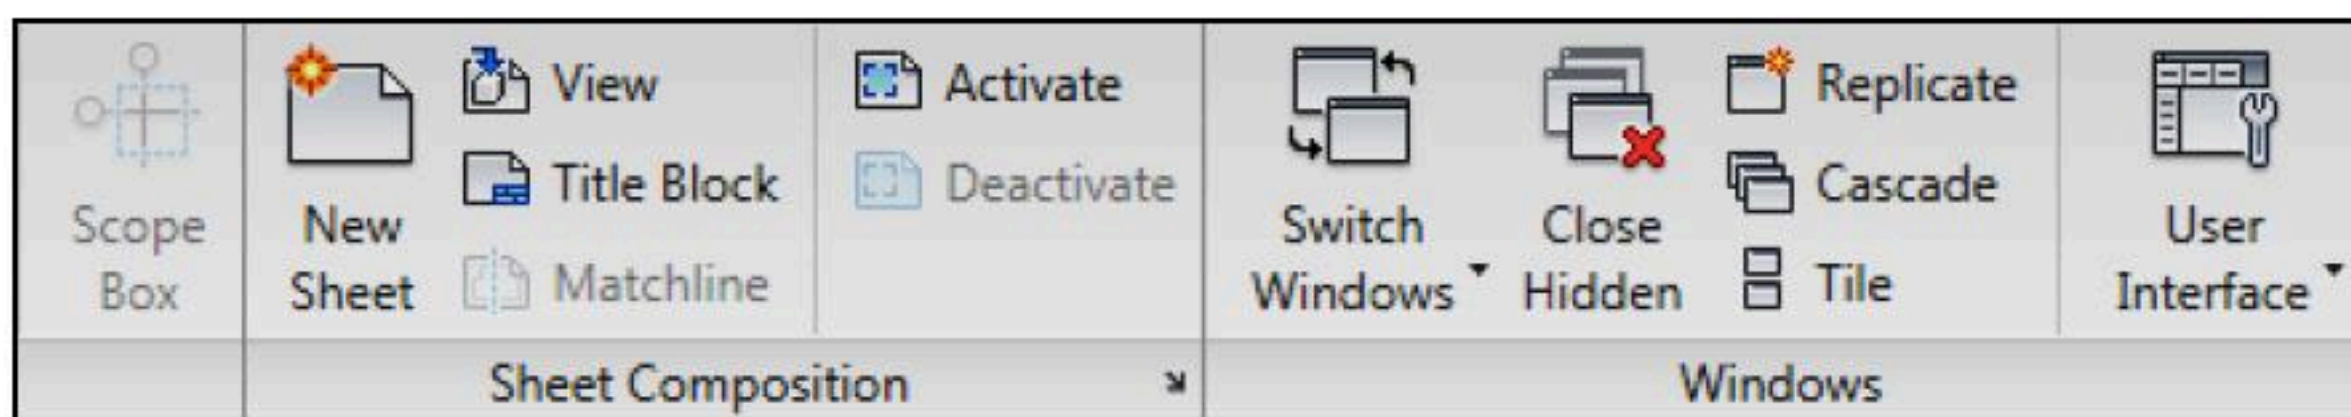 Scope
Box
New
Sheet
View
Title Block
Matchline
Activate
Deactivate
Sheet Composition
Switch
Windows
Close
Hidden
Replicate
Cascade
Tile
User
Interface
Windows